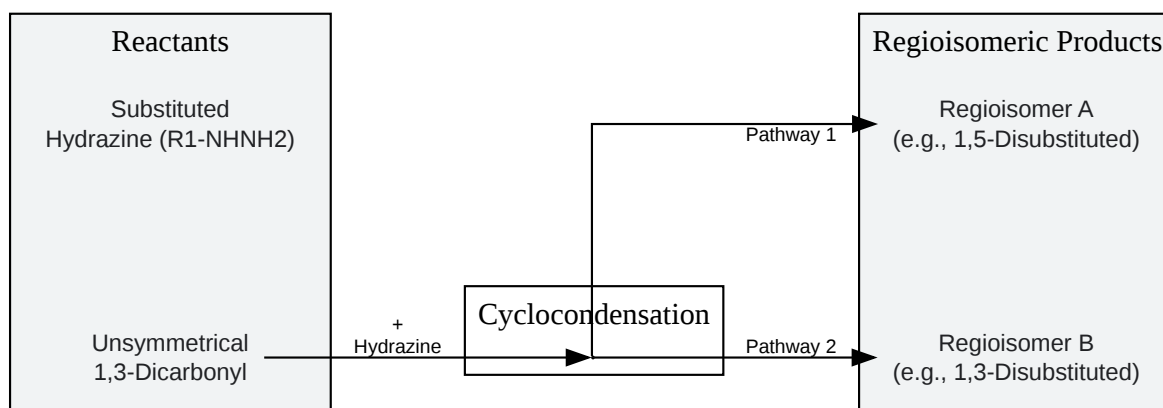 Reactants
Substituted
Hydrazine (R1-NHNH2)
Unsymmetrical
1,3-Dicarbonyl
+
Hydrazine
Cyclocondensation
Pathway 1
Pathway 2
Regioisomeric Products
Regioisomer A
(e.g., 1,5-Disubstituted)
Regioisomer B
(e.g., 1,3-Disubstituted)